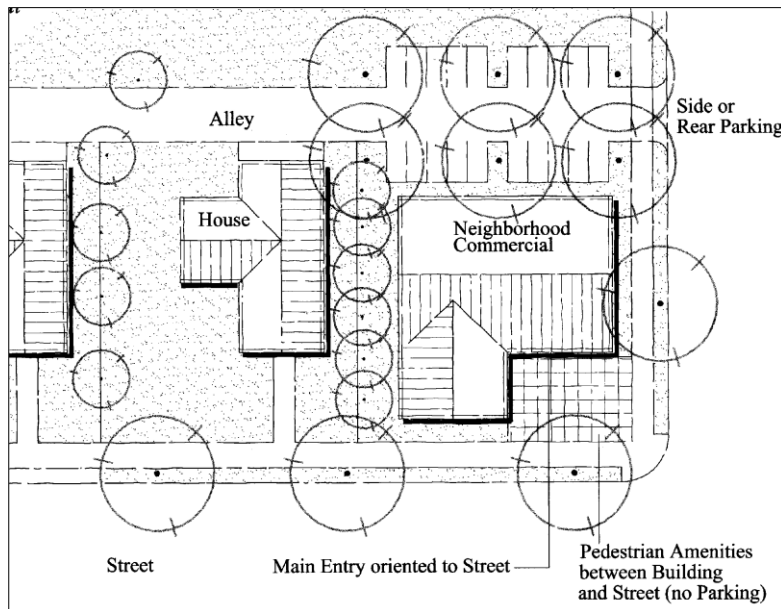 Alley
Side or
Rear Parking
House
Neighborhood
Commercial
Street
Main Entry oriented to Street
Pedestrian Amenities
between Building
and Street (no Parking)